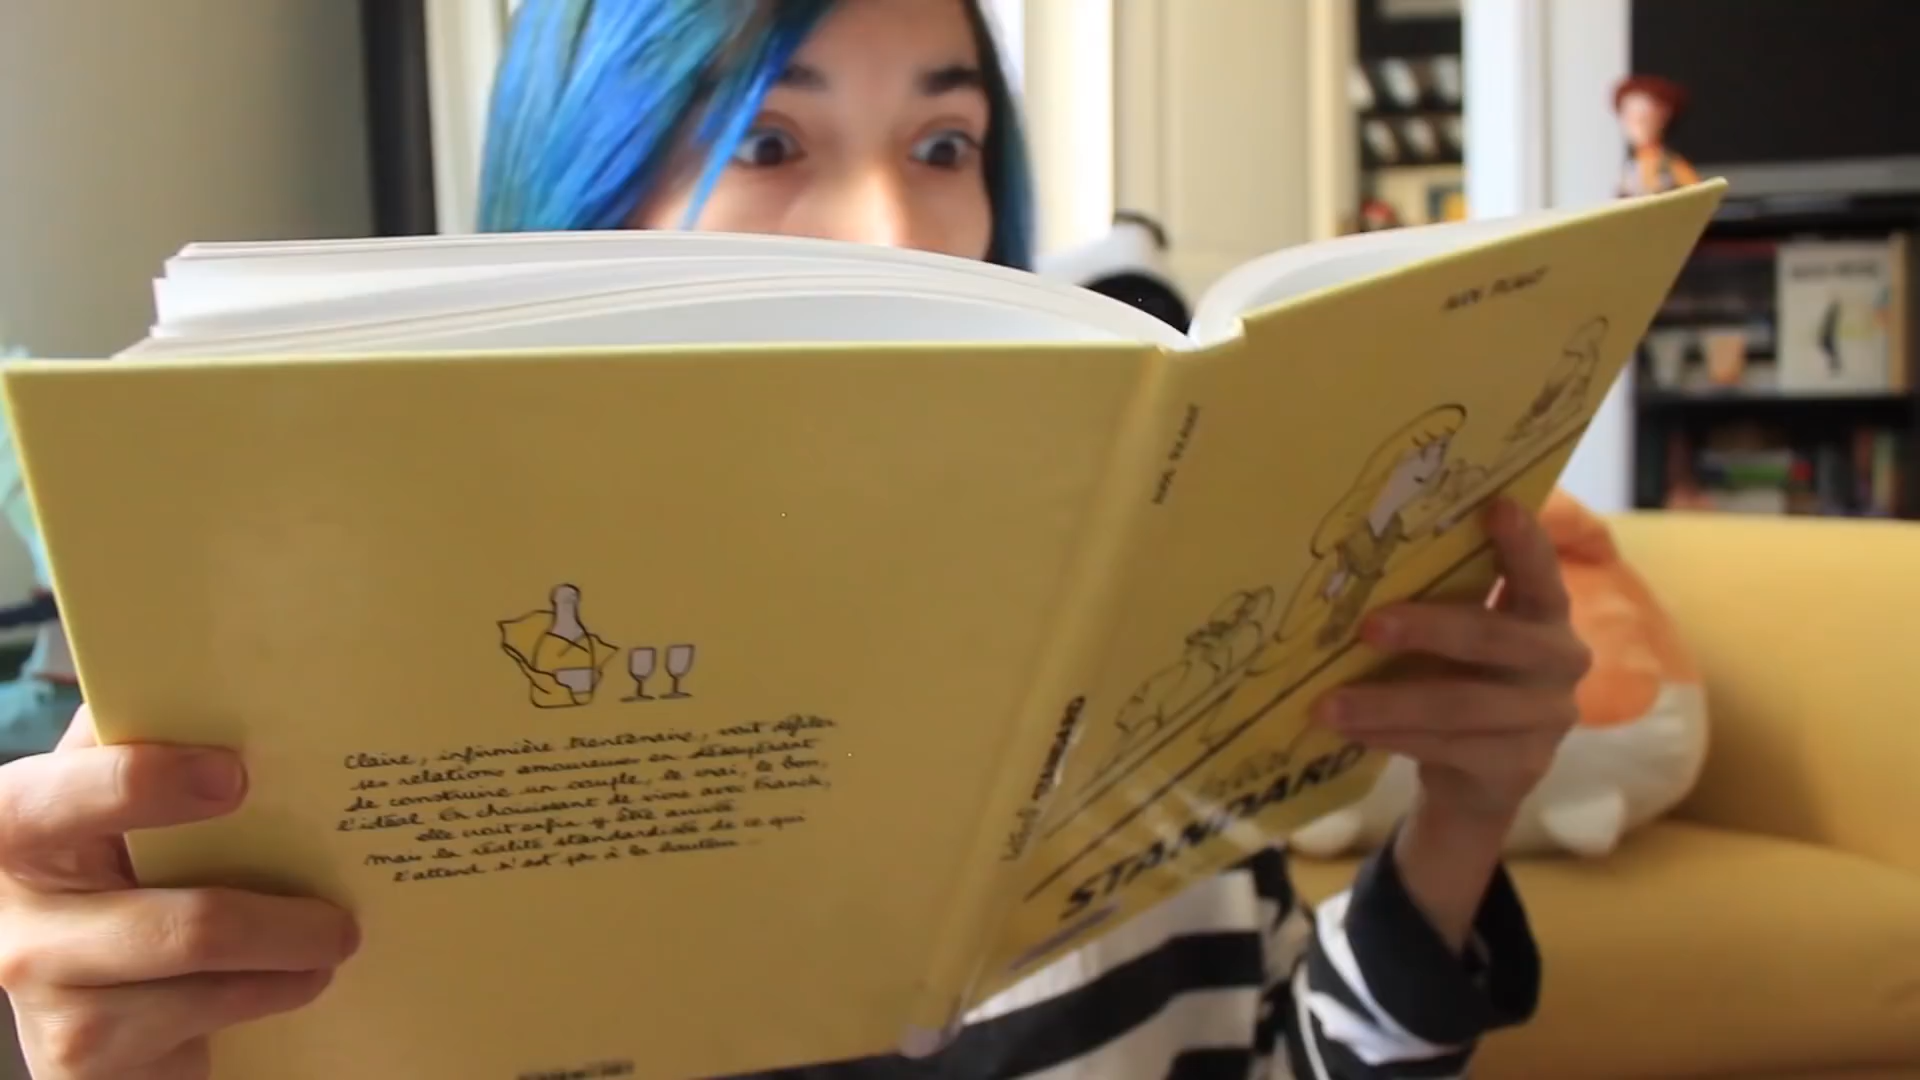 Claire, infirmière trentenaire, voit défiler
ses relations amoureuses en désespérant
de construire un couple, le vrai, le bon,
l'idéal. En choisissant de vivre avec Franck,
elle croit enfin y être arrivée
Mais la réalité standardisée de ce qui
l'attend n'est pas à la hauteur...
STANDARD
STANDARD